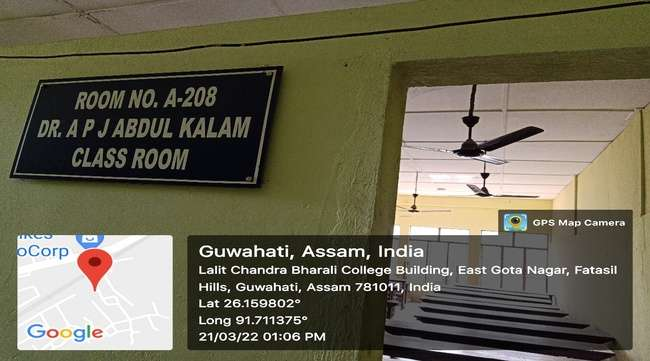 ROOM NO. A-208
DR. A P J ABDUL KALAM
CLASS ROOM
GPS Map Camera
oCorp
Google
Guwahati, Assam, India
Lalit Chandra Bharali College Building, East Gota Nagar, Fatasil
Hills, Guwahati, Assam 781011, India
Lat 26.159802°
Long 91.711375°
21/03/22 01:06 PM